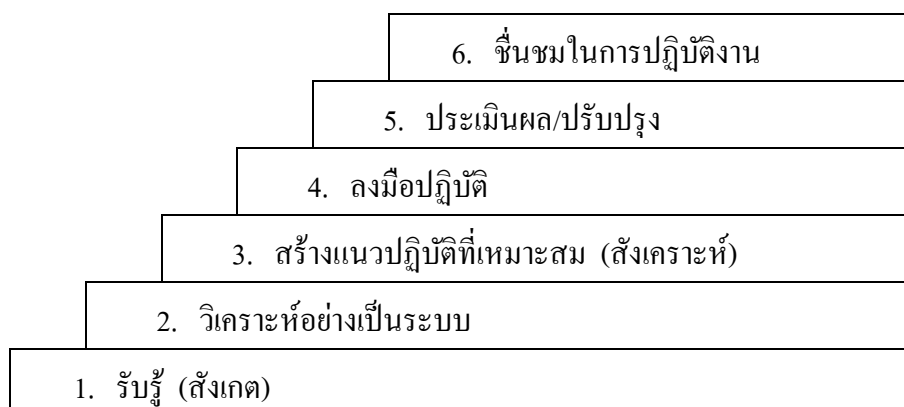 6. ชื่นชมในการปฏิบัติงาน
5. ประเมินผล/ปรับปรุง
4. ลงมือปฏิบัติ
3. สร้างแนวปฏิบัติที่เหมาะสม (สังเคราะห์)
2. วิเคราะห์อย่างเป็นระบบ
1. รับรู้ (สังเกต)